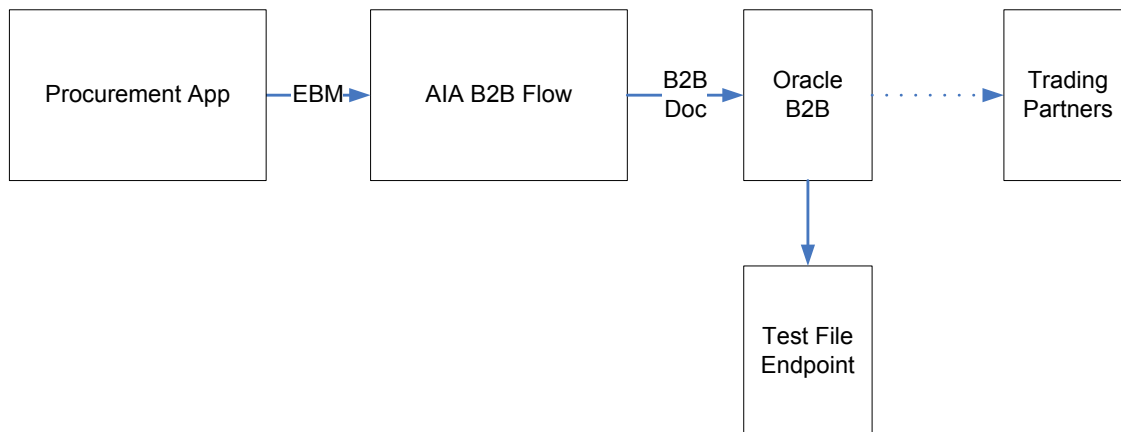 Procurement App
EBM
AIA B2B Flow
B2B
Doc
Oracle
B2B
Trading
Partners
Test File
Endpoint